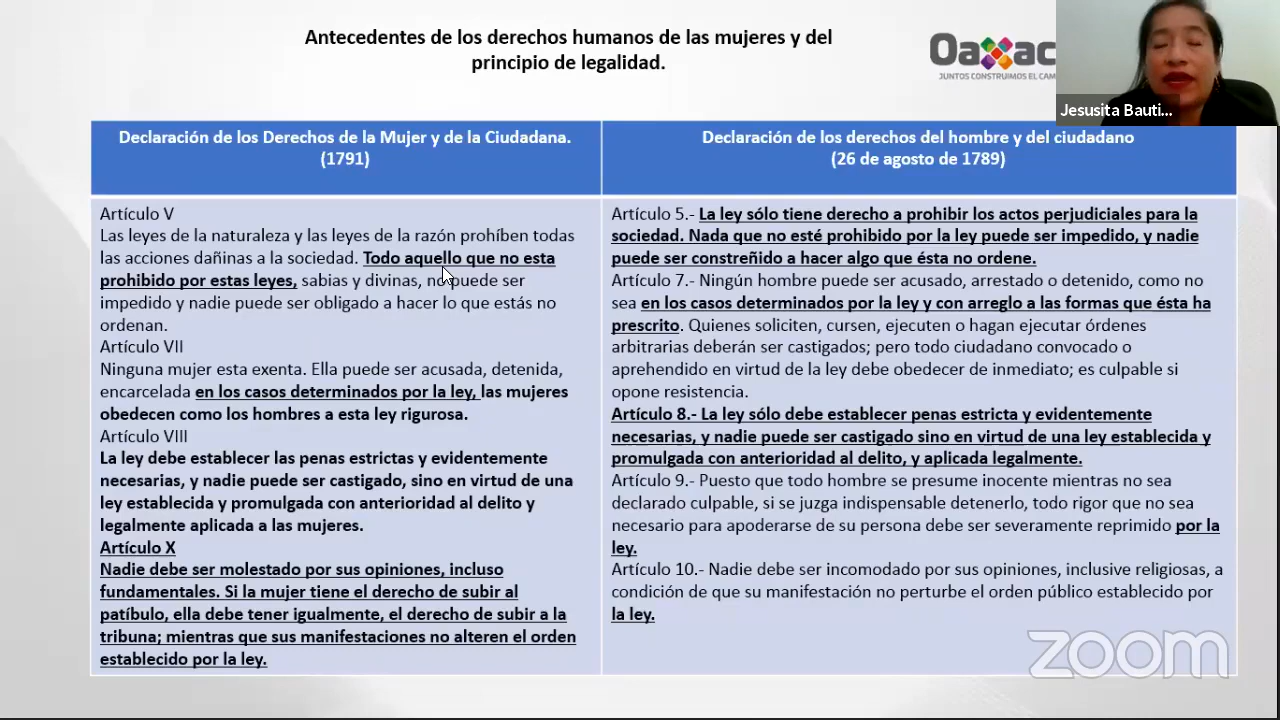 Antecedentes de los derechos humanos de las mujeres y del
principio de legalidad.
Oaxac
JUNTOS CONSTRUIMOS EL CAM
Jesusita Bauti...
Declaración de los Derechos de la Mujer y de la Ciudadana.
(1791)
Artículo V
Las leyes de la naturaleza y las leyes de la razón prohíben todas
las acciones dañinas a la sociedad. Todo aquello que no esta
prohibido por estas leyes, sabias y divinas, no puede ser
impedido y nadie puede ser obligado a hacer lo que estás no
ordenan.
Artículo VII
Ninguna mujer esta exenta. Ella puede ser acusada, detenida,
encarcelada en los casos determinados por la ley, las mujeres
obedecen como los hombres a esta ley rigurosa.
Artículo VIII
La ley debe establecer las penas estrictas y evidentemente
necesarias, y nadie puede ser castigado, sino en virtud de una
ley establecida y promulgada con anterioridad al delito y
legalmente aplicada a las mujeres.
Artículo X
Nadie debe ser molestado por sus opiniones, incluso
fundamentales. Si la mujer tiene el derecho de subir al
patíbulo, ella debe tener igualmente, el derecho de subir a la
tribuna; mientras que sus manifestaciones no alteren el orden
establecido por la ley.
Declaración de los derechos del hombre y del ciudadano
(26 de agosto de 1789)
Artículo 5.- La ley sólo tiene derecho a prohibir los actos perjudiciales para la
sociedad. Nada que no esté prohibido por la ley puede ser impedido, y nadie
puede ser constreñido a hacer algo que ésta no ordene.
Artículo 7.- Ningún hombre puede ser acusado, arrestado o detenido, como no
sea en los casos determinados por la ley y con arreglo a las formas que ésta ha
prescrito. Quienes soliciten, cursen, ejecuten o hagan ejecutar órdenes
arbitrarias deberán ser castigados; pero todo ciudadano convocado o
aprehendido en virtud de la ley debe obedecer de inmediato; es culpable si
opone resistencia.
Artículo 8.- La ley sólo debe establecer penas estricta y evidentemente
necesarias, y nadie puede ser castigado sino en virtud de una ley establecida y
promulgada con anterioridad al delito, y aplicada legalmente.
Artículo 9.- Puesto que todo hombre se presume inocente mientras no sea
declarado culpable, si se juzga indispensable detenerlo, todo rigor que no sea
necesario para apoderarse de su persona debe ser severamente reprimido por la
ley.
Artículo 10.- Nadie debe ser incomodado por sus opiniones, inclusive religiosas, a
condición de que su manifestación no perturbe el orden público establecido por
la ley.
zoom